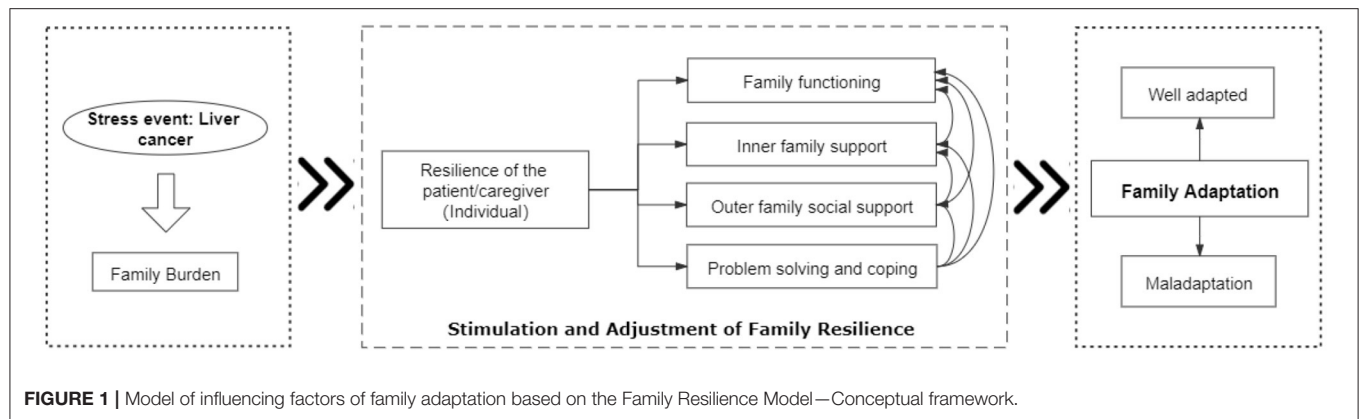 Stress event: Liver
cancer
Family Burden
Resilience of the
patient/caregiver
(Individual)
Family functioning
Inner family support
Outer family social support
Problem solving and coping
Stimulation and Adjustment of Family Resilience
Well adapted
Family Adaptation
Maladaptation
FIGURE 1 | Model of influencing factors of family adaptation based on the Family Resilience Model—Conceptual framework.